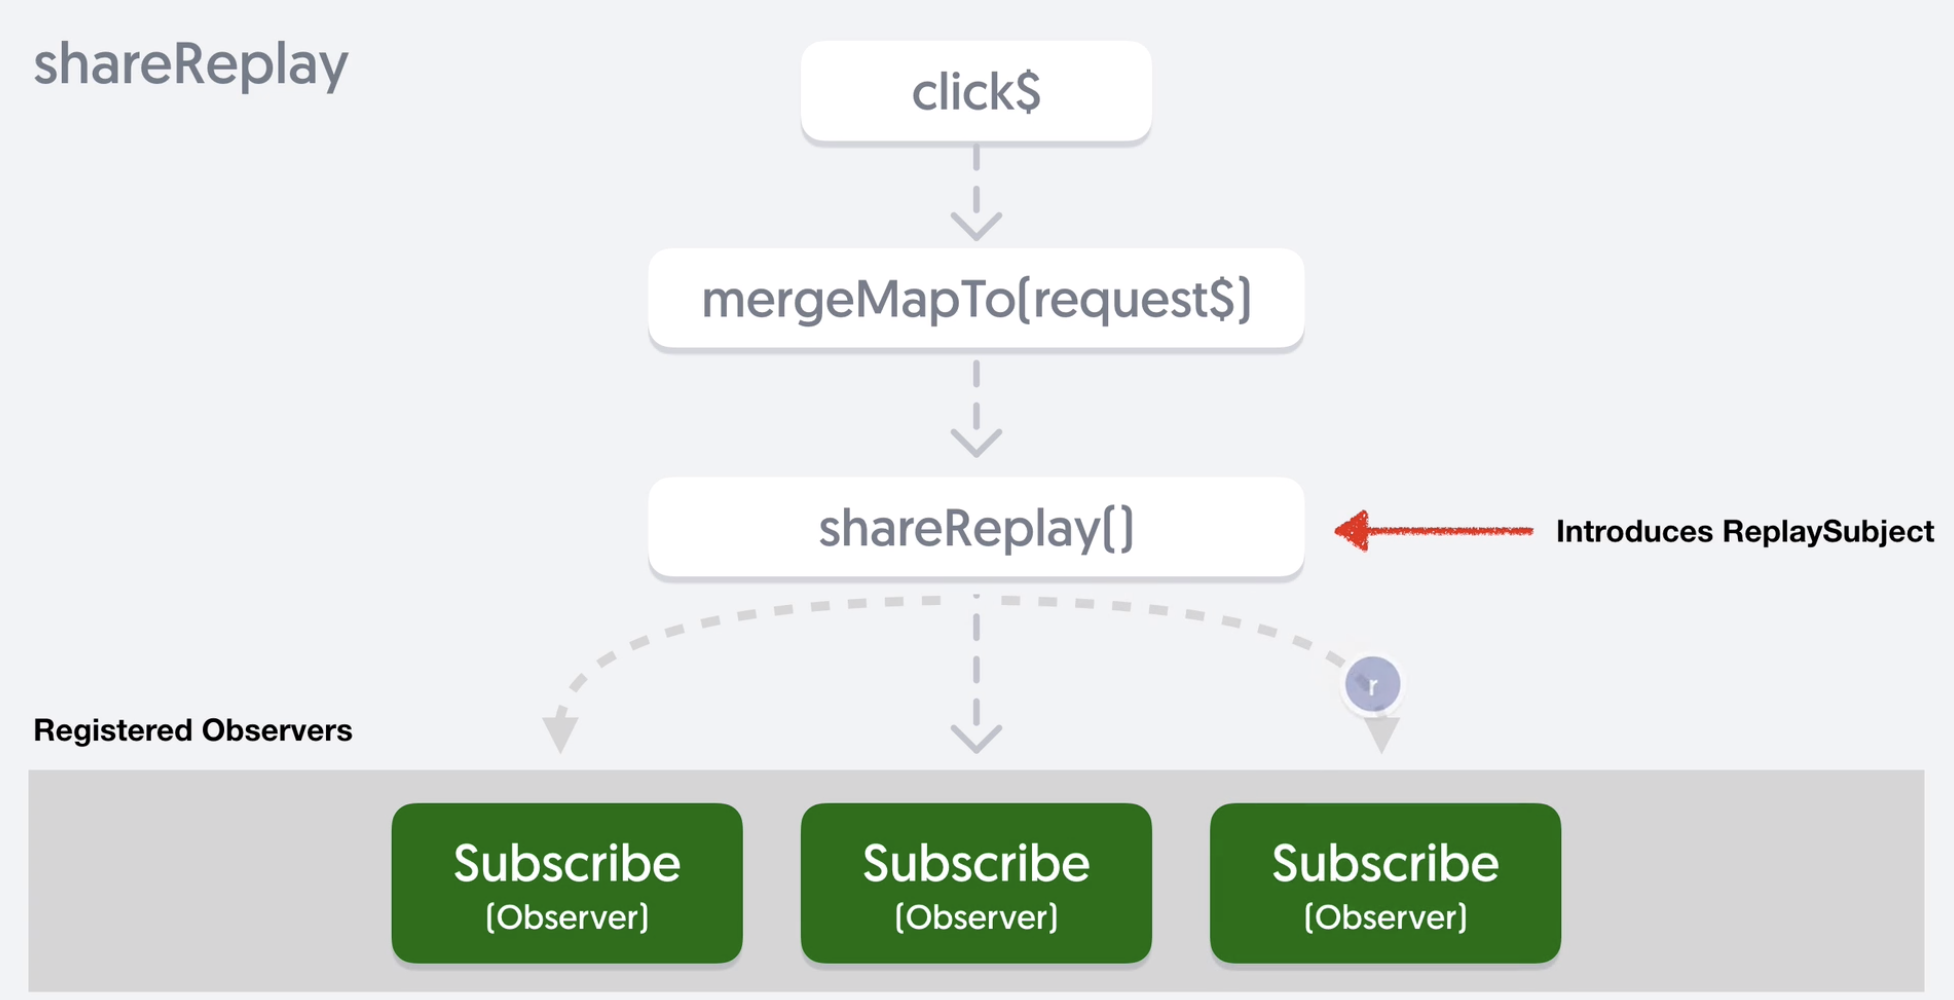 shareReplay
click$
mergeMapTo(request$)
shareReplay()
Introduces ReplaySubject
r
Registered Observers
Subscribe
(Observer)
Subscribe
(Observer)
Subscribe
(Observer)